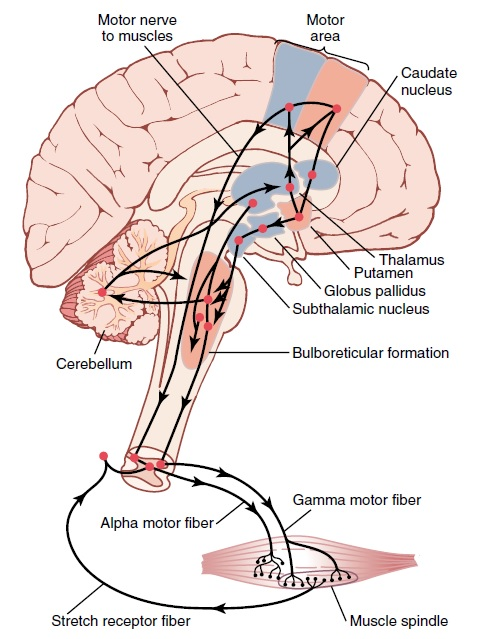 Motor nerve
to muscles
Motor
area
Caudate
nucleus
Thalamus
Putamen
Globus pallidus
Subthalamic nucleus
Bulboreticular formation
Cerebellum
Gamma motor fiber
Alpha motor fiber
Stretch receptor fiber
Muscle spindle